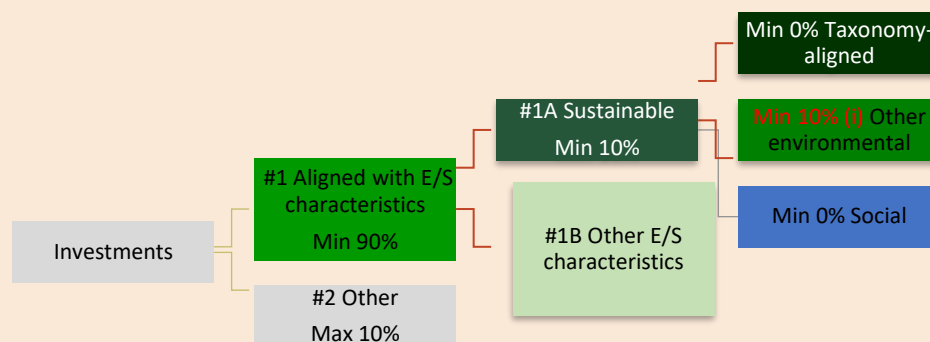 Investments
#1 Aligned with E/S
characteristics
Min 90%
#2 Other
Max 10%
#1A Sustainable
Min 10%
#1B Other E/S
characteristics
Min 0% Taxonomy-
aligned
Min 10% (i) Other
environmental
Min 0% Social